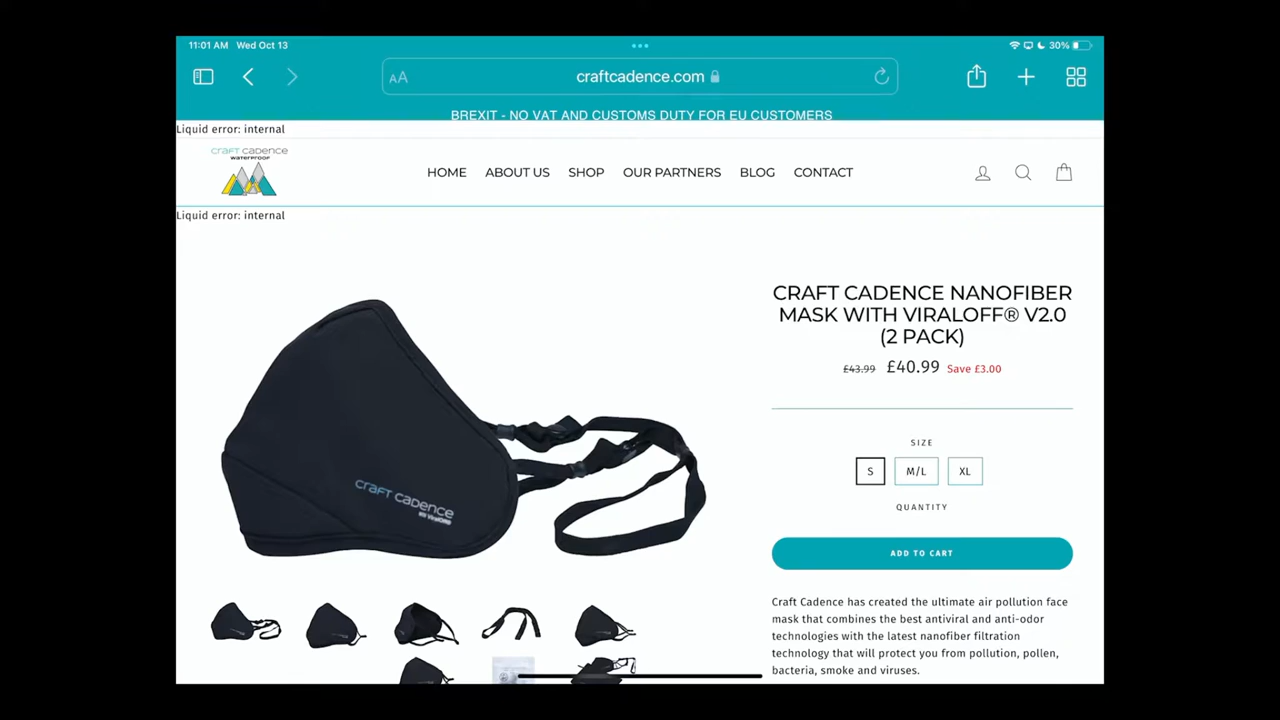 11:01 AM Wed Oct 13
30%
AA
craftcadence.com
BREXIT - NO VAT AND CUSTOMS DUTY FOR EU CUSTOMERS
Liquid error: internal
CRAFT CADENCE
WATERPROOF
HOME ABOUT US SHOP OUR PARTNERS BLOG CONTACT
Liquid error: internal
CRAFT CADENCE NANOFIBER
MASK WITH VIRALOFF® V2.0
(2 PACK)
£43.99 £40.99 Save £3.00
SIZE
S M/L XL
QUANTITY
ADD TO CART
Craft Cadence has created the ultimate air pollution face
mask that combines the best antiviral and anti-odor
technologies with the latest nanofiber filtration
technology that will protect you from pollution, pollen,
bacteria, smoke and viruses.
CRAFT CADENCE